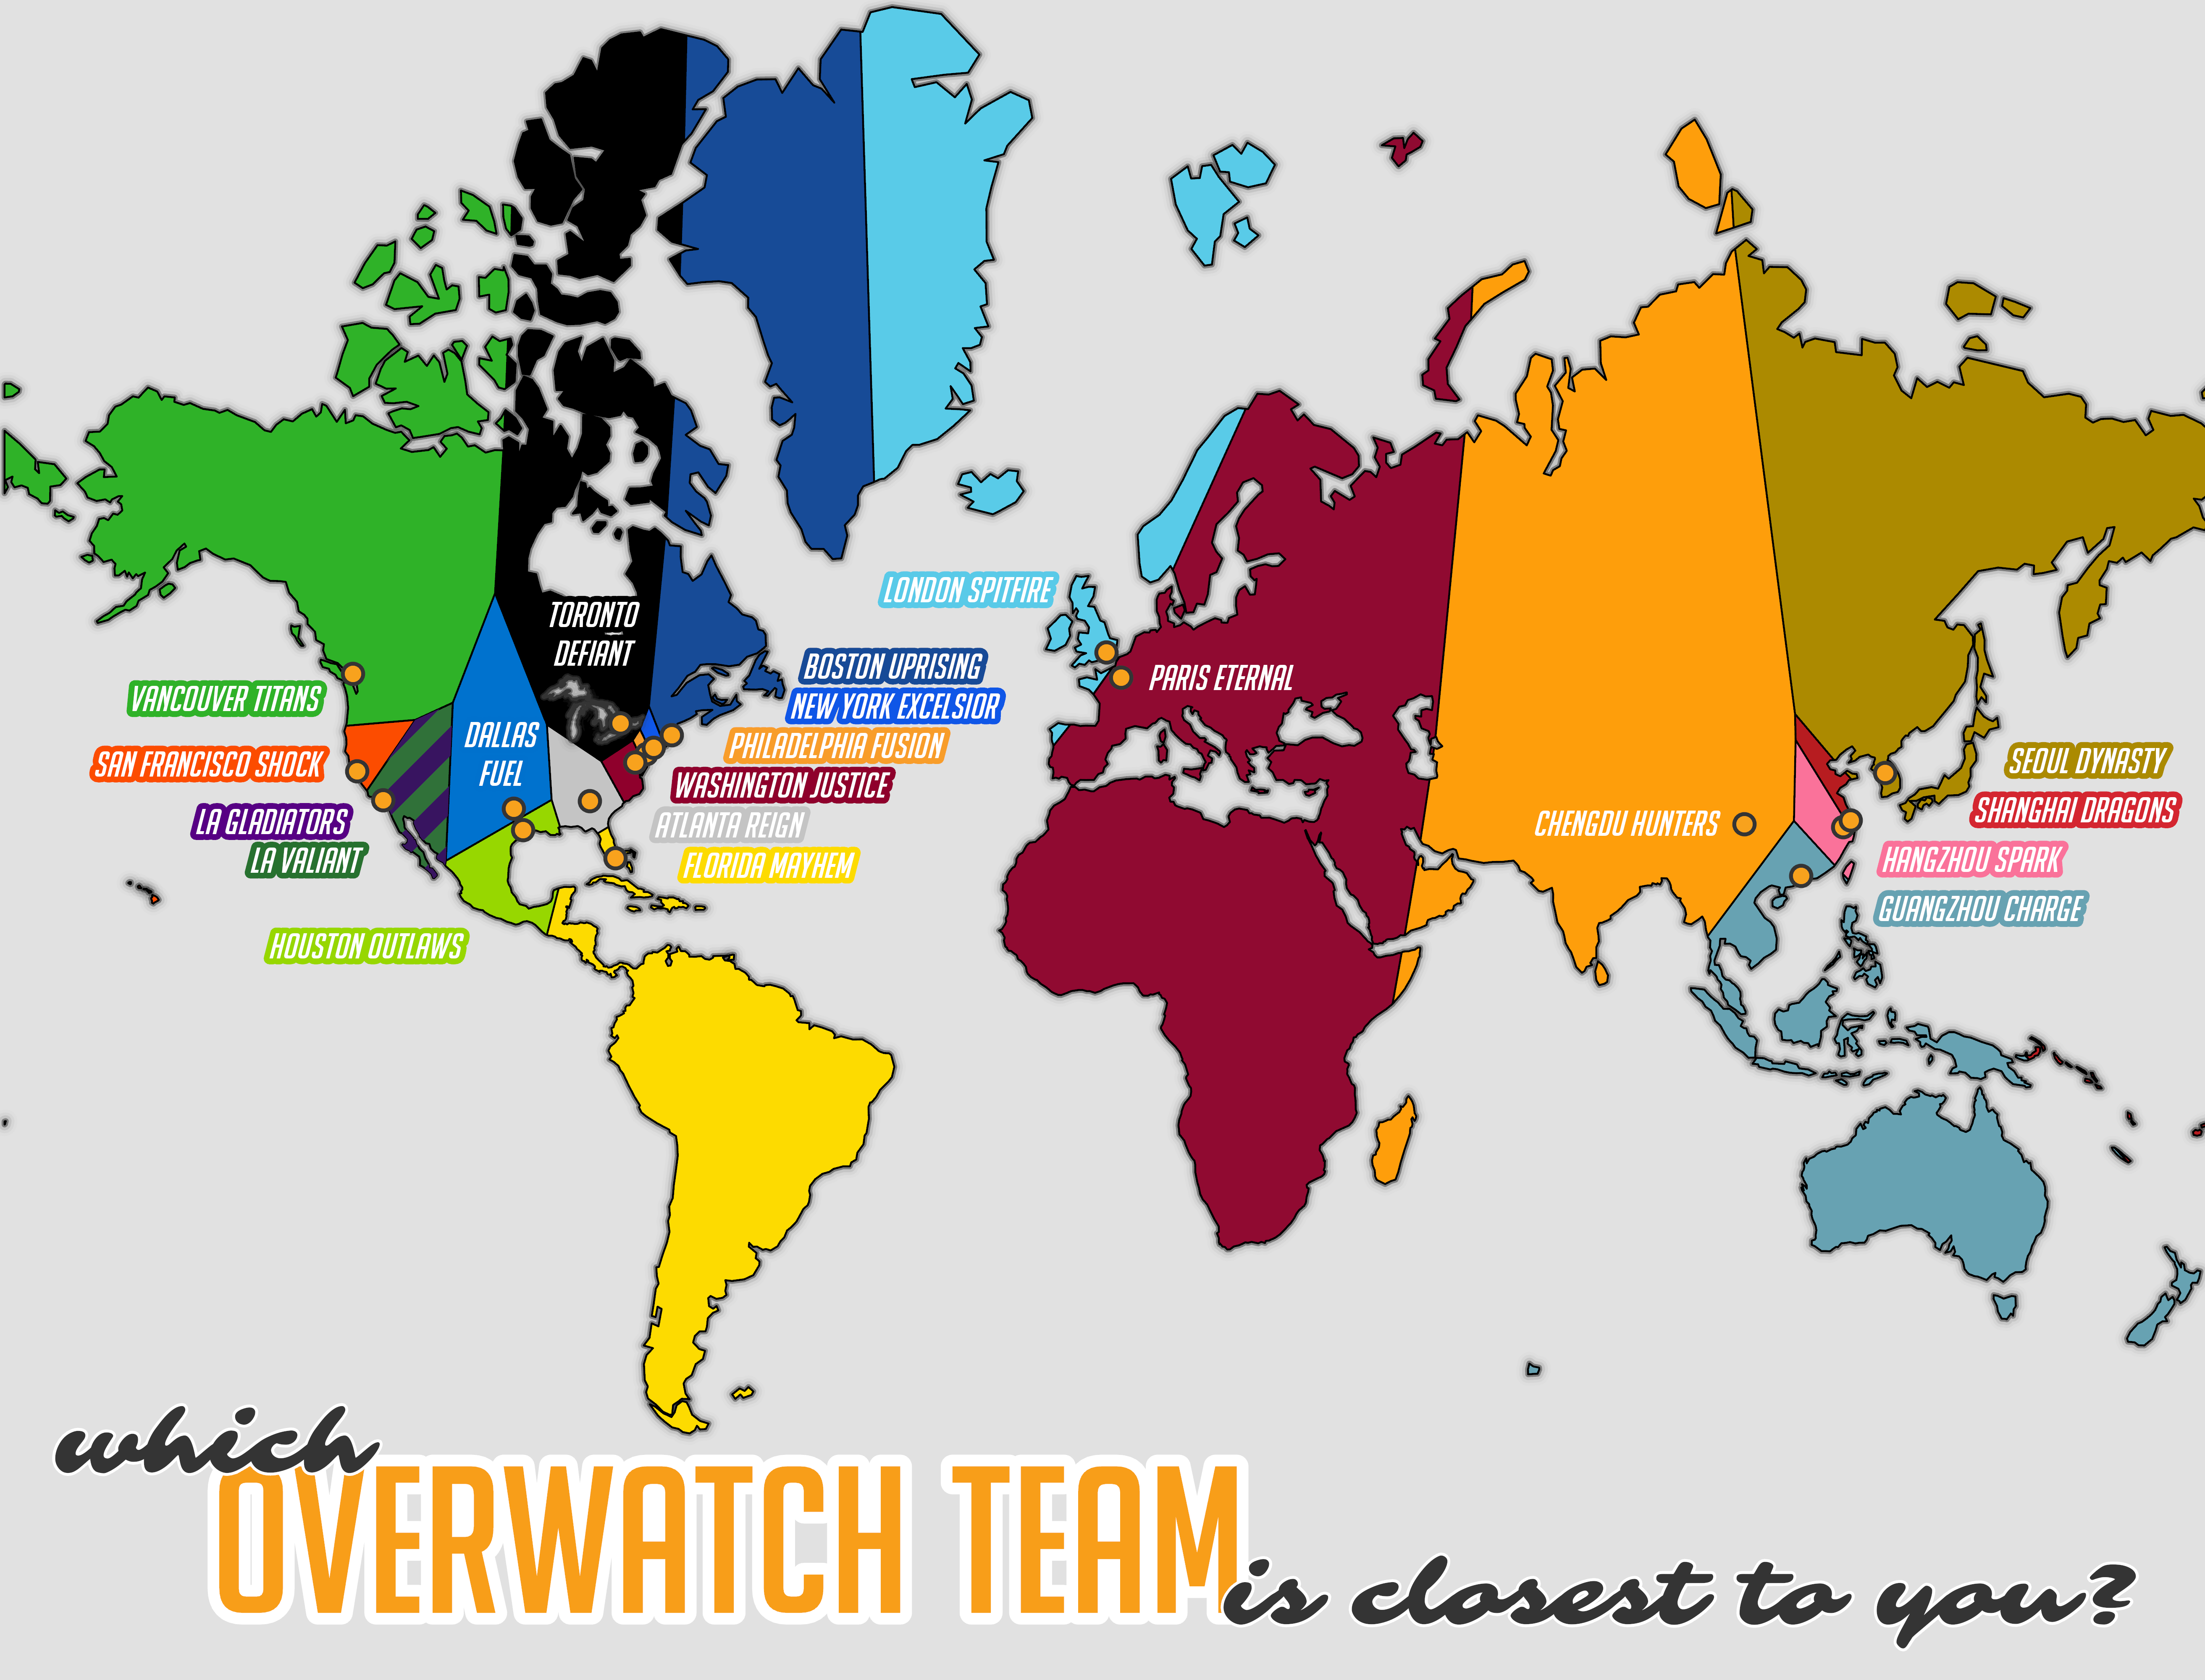 TORONTO
DEFIANT
LONDON SPITFIRE
BOSTON UPRISING
PARIS ETERNAL
VANCOUVER TITANS
NEW YORK EXCELSIOR
DALLAS
FUEL
PHILADELPHIA FUSION
SAN FRANCISCO SHOCK
SEOUL DYNASTY
WASHINGTON JUSTICE
SHANGHAI DRAGONS
LA GLADIATORS
ATLANTA REIGN
CHENGDU HUNTERS
LA VALIANT
FLORIDA MAYHEM
HANGZHOU SPARK
GUANGZHOU CHARGE
HOUSTON OUTLAWS
which
OVERWATCH TEAM
is closest to you?